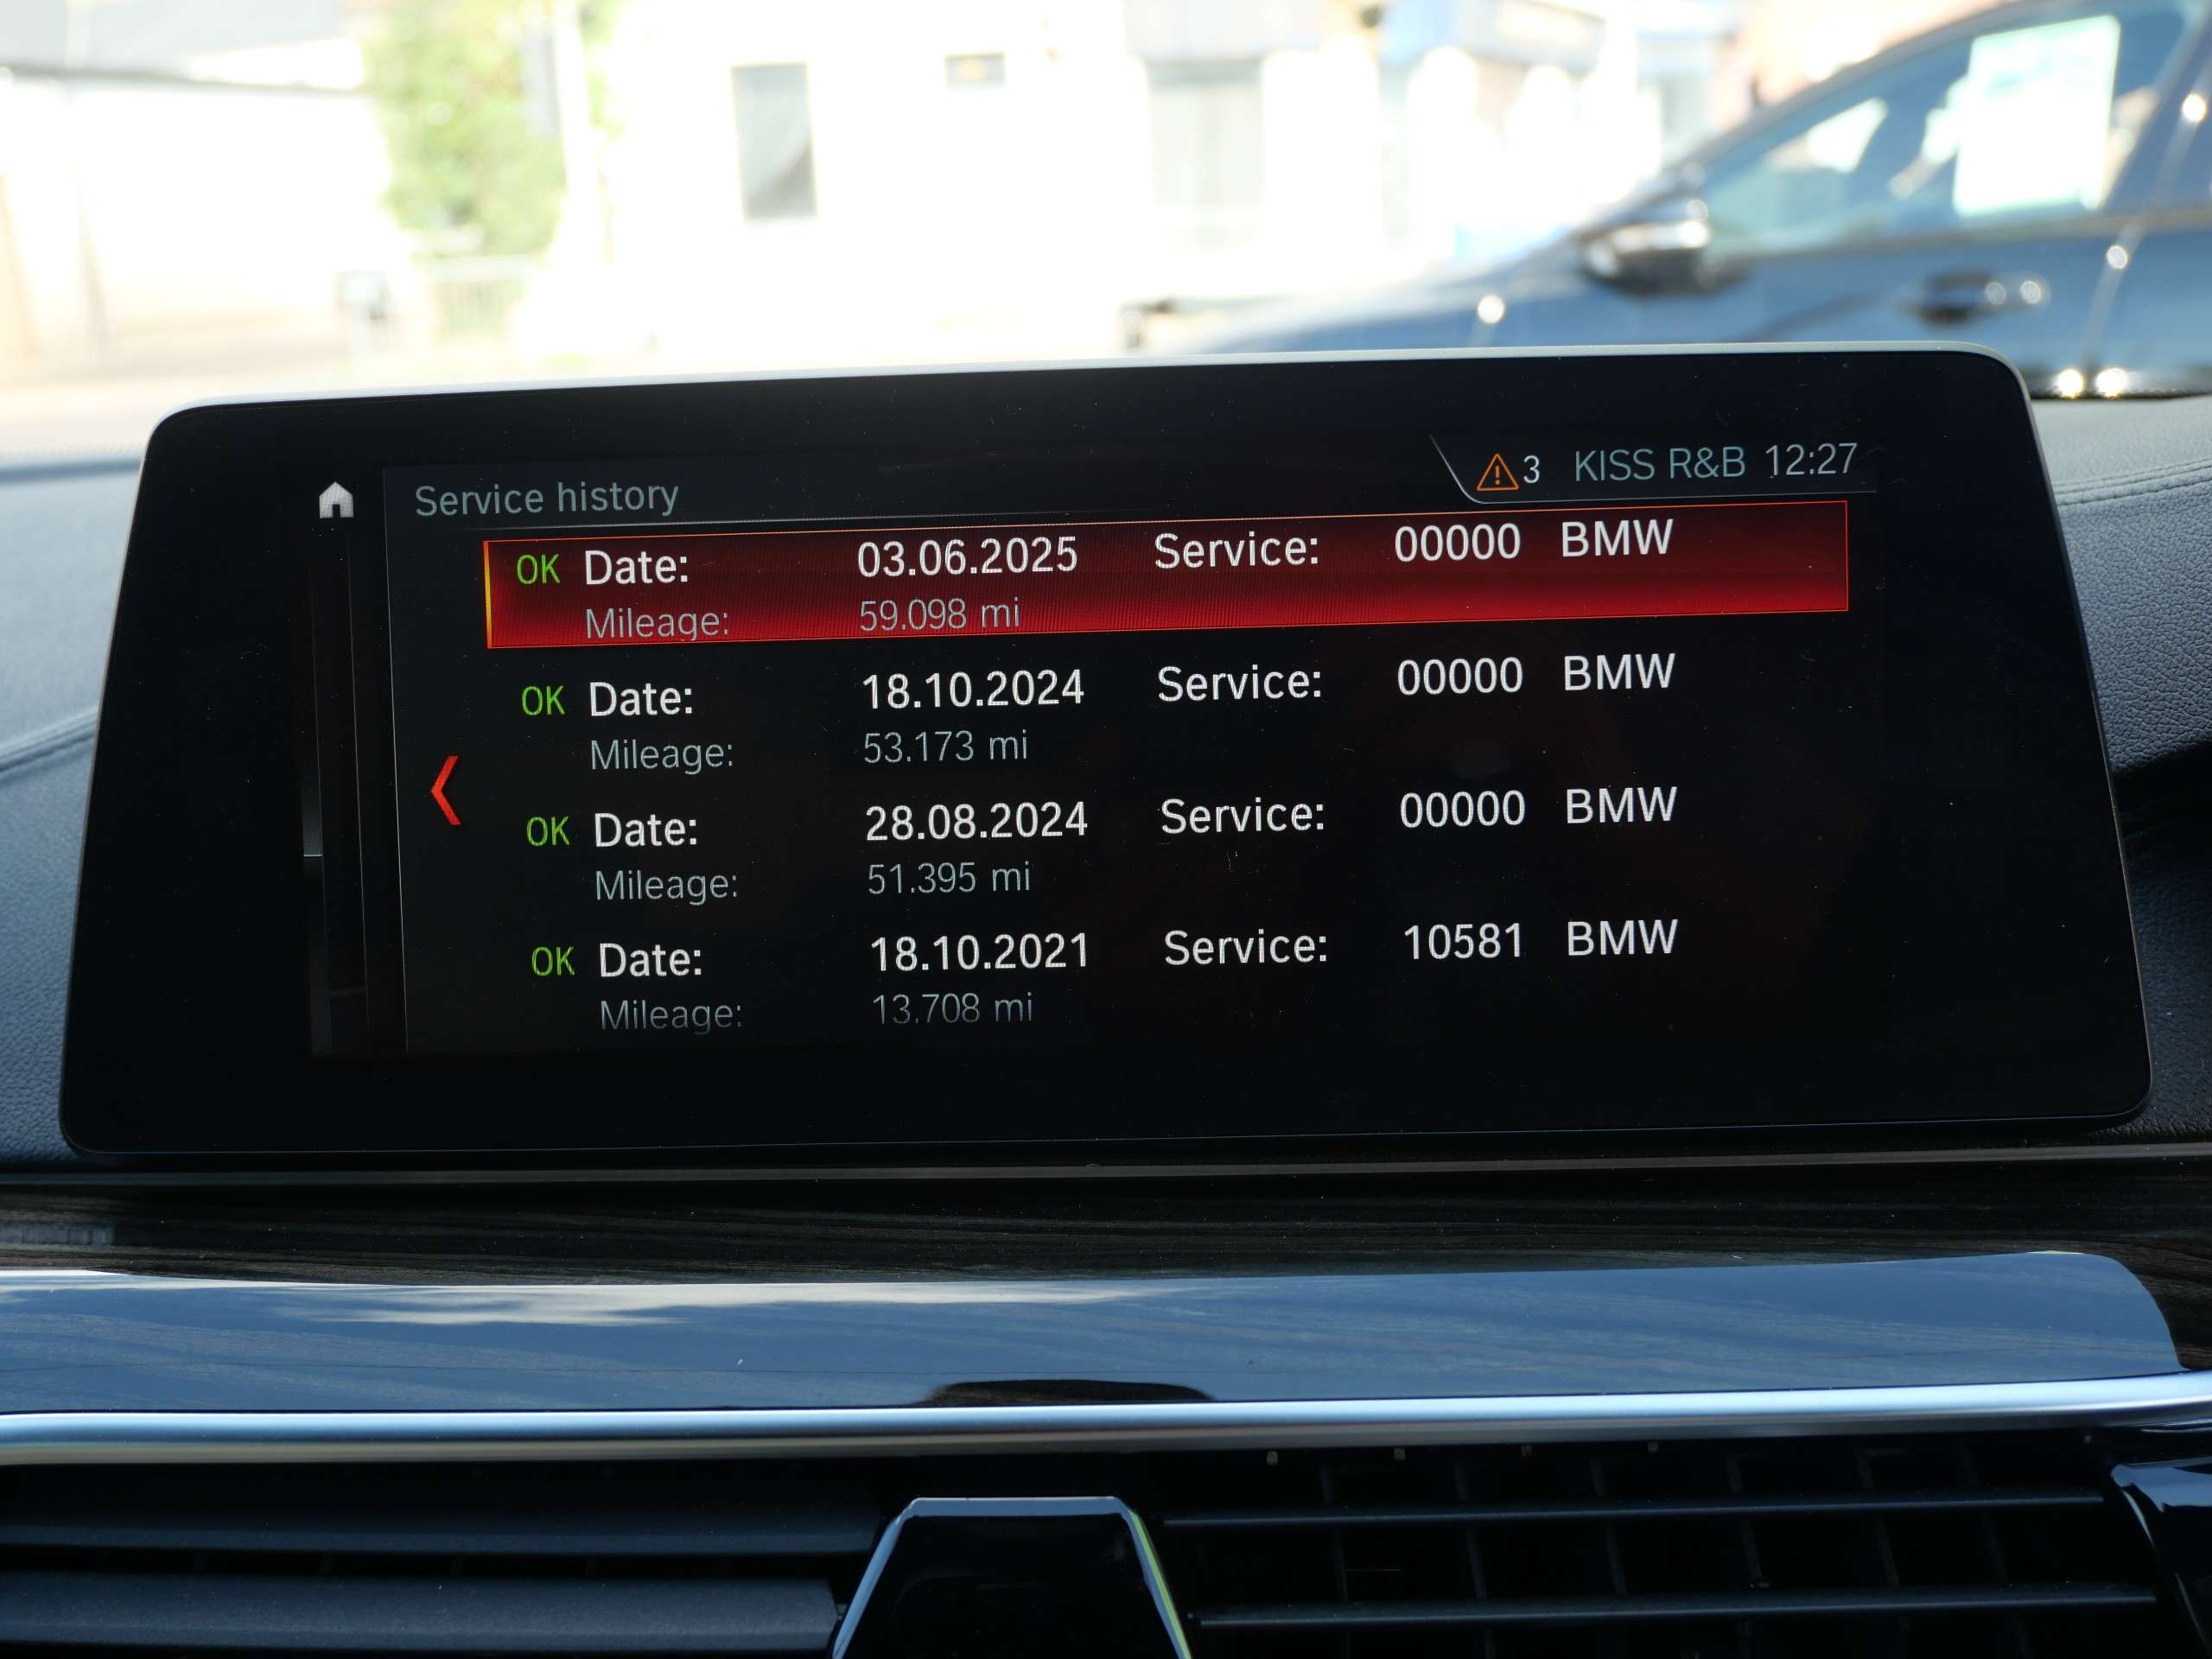 3 KISS R&B 12:27
Service history
OK Date: 03.06.2025 Service: 00000 BMW
Mileage: 59.098 mi
OK Date: 18.10.2024 Service: 00000 BMW
Mileage: 53.173 mi
OK Date: 28.08.2024 Service: 00000 BMW
Mileage: 51.395 mi
OK Date: 18.10.2021 Service: 10581 BMW
Mileage: 13.708 mi